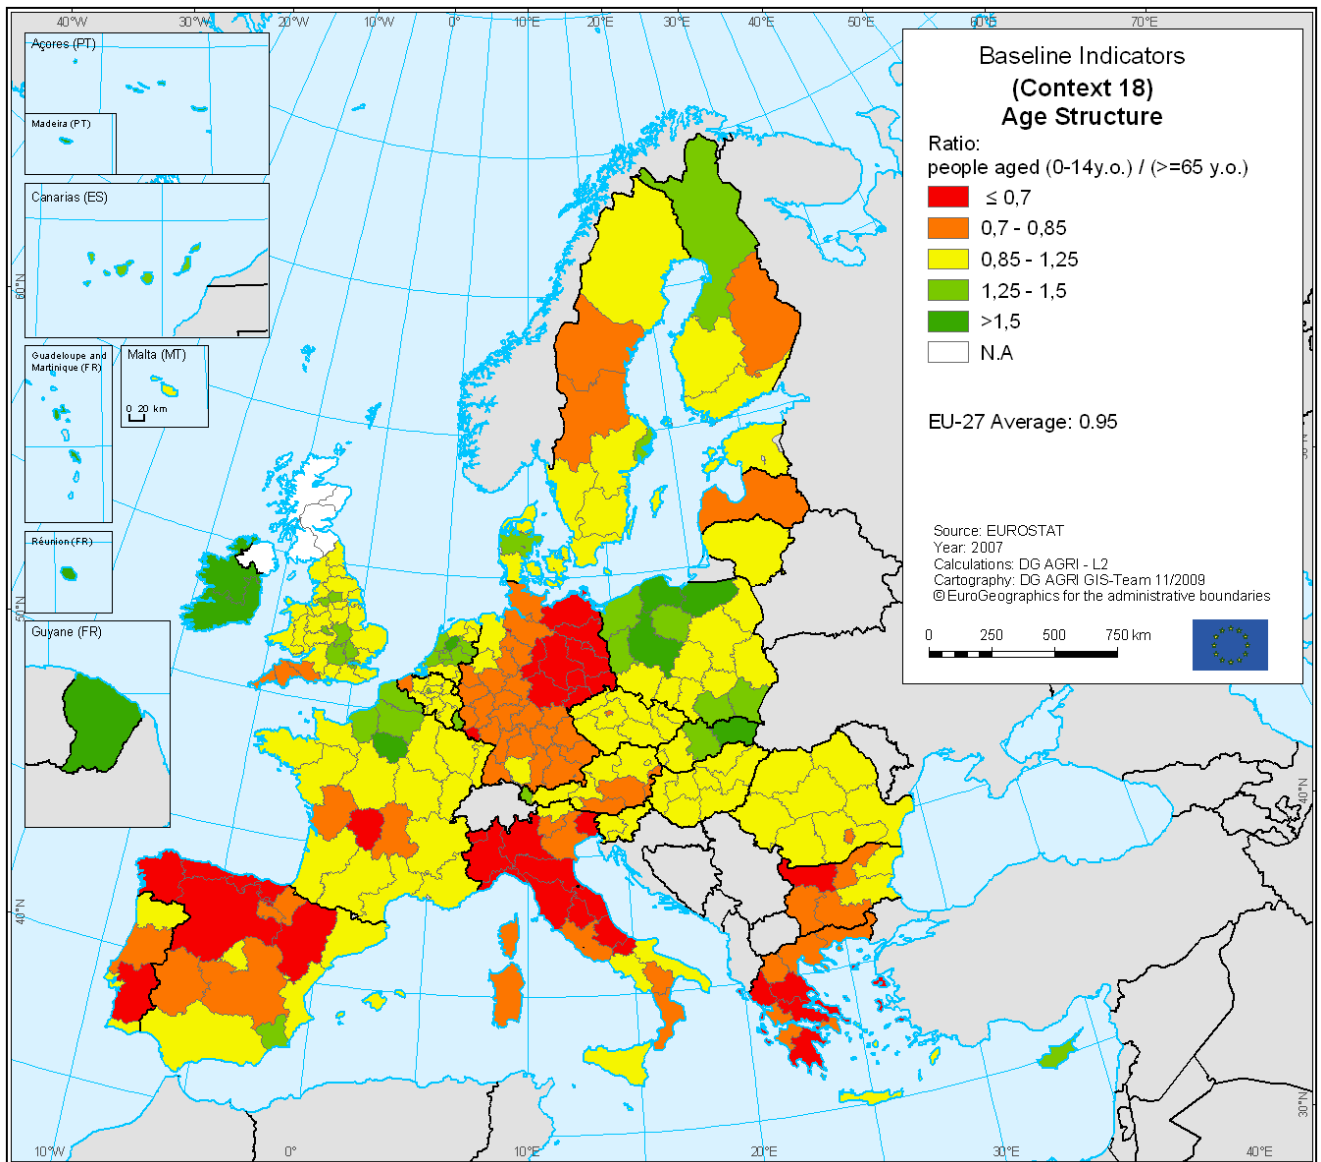 40°W
30°W
20°W
10°W
0°
10°E
20°E
30°E
40°E
50°E
60°E
70°E
Açores (PT)
Madeira (PT)
Canarias (ES)
Guadeloupe and
Martinique (FR)
Malta (MT)
0 20 km
Réunion (FR)
Guyane (FR)
Baseline Indicators
(Context 18)
Age Structure
Ratio:
people aged (0-14y.o.) / (>=65 y.o.)
≤ 0,7
0,7 - 0,85
0,85 - 1,25
1,25 - 1,5
>1,5
N.A
EU-27 Average: 0.95
Source: EUROSTAT
Year: 2007
Calculations: DG AGRI - L2
Cartography: DG AGRI GIS-Team 11/2009
© EuroGeographics for the administrative boundaries
0 250 500 750 km
60°N
50°N
40°N
40°N
30°N
10°W
0°
10°E
20°E
30°E
40°E